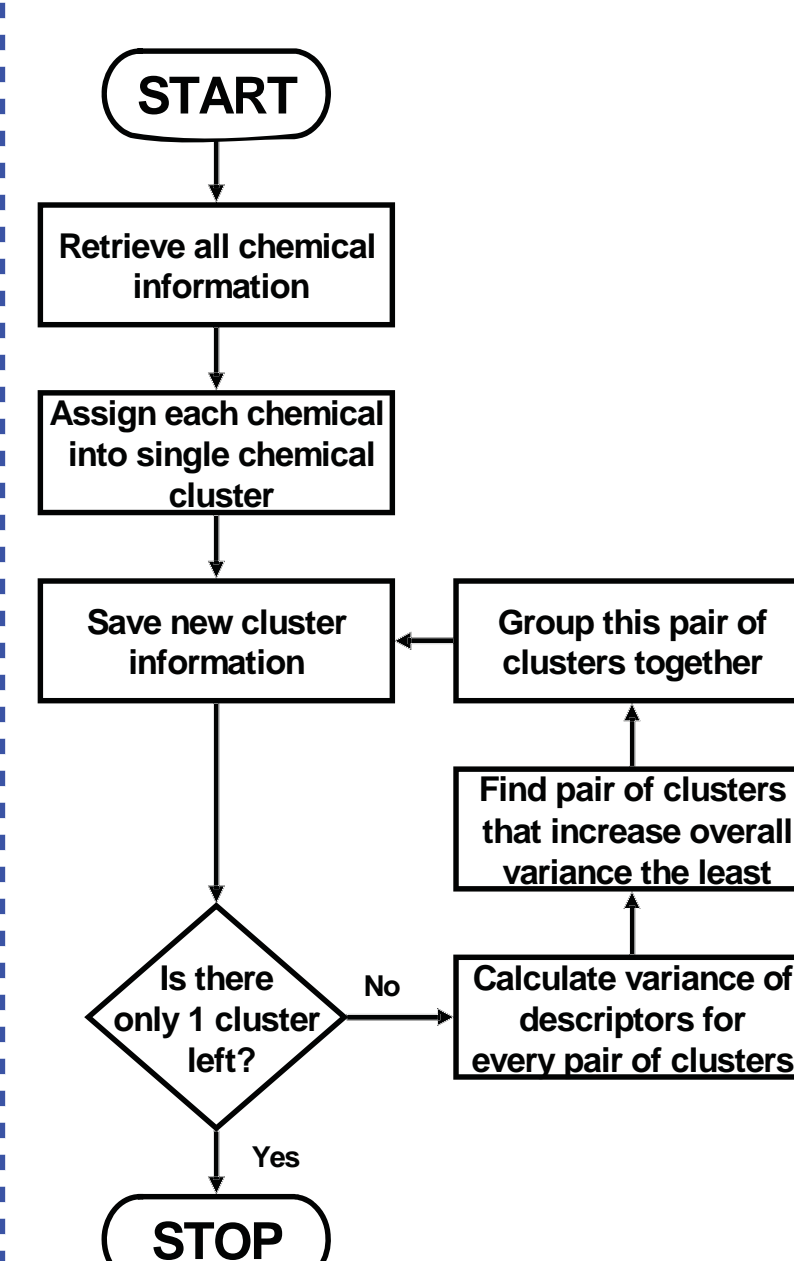 START
Retrieve all chemical
information
Assign each chemical
into single chemical
cluster
Save new cluster
information
Group this pair of
clusters together
Find pair of clusters
that increase overall
variance the least
Is there
only 1 cluster
left?
No
Calculate variance of
descriptors for
every pair of clusters
Yes
STOP